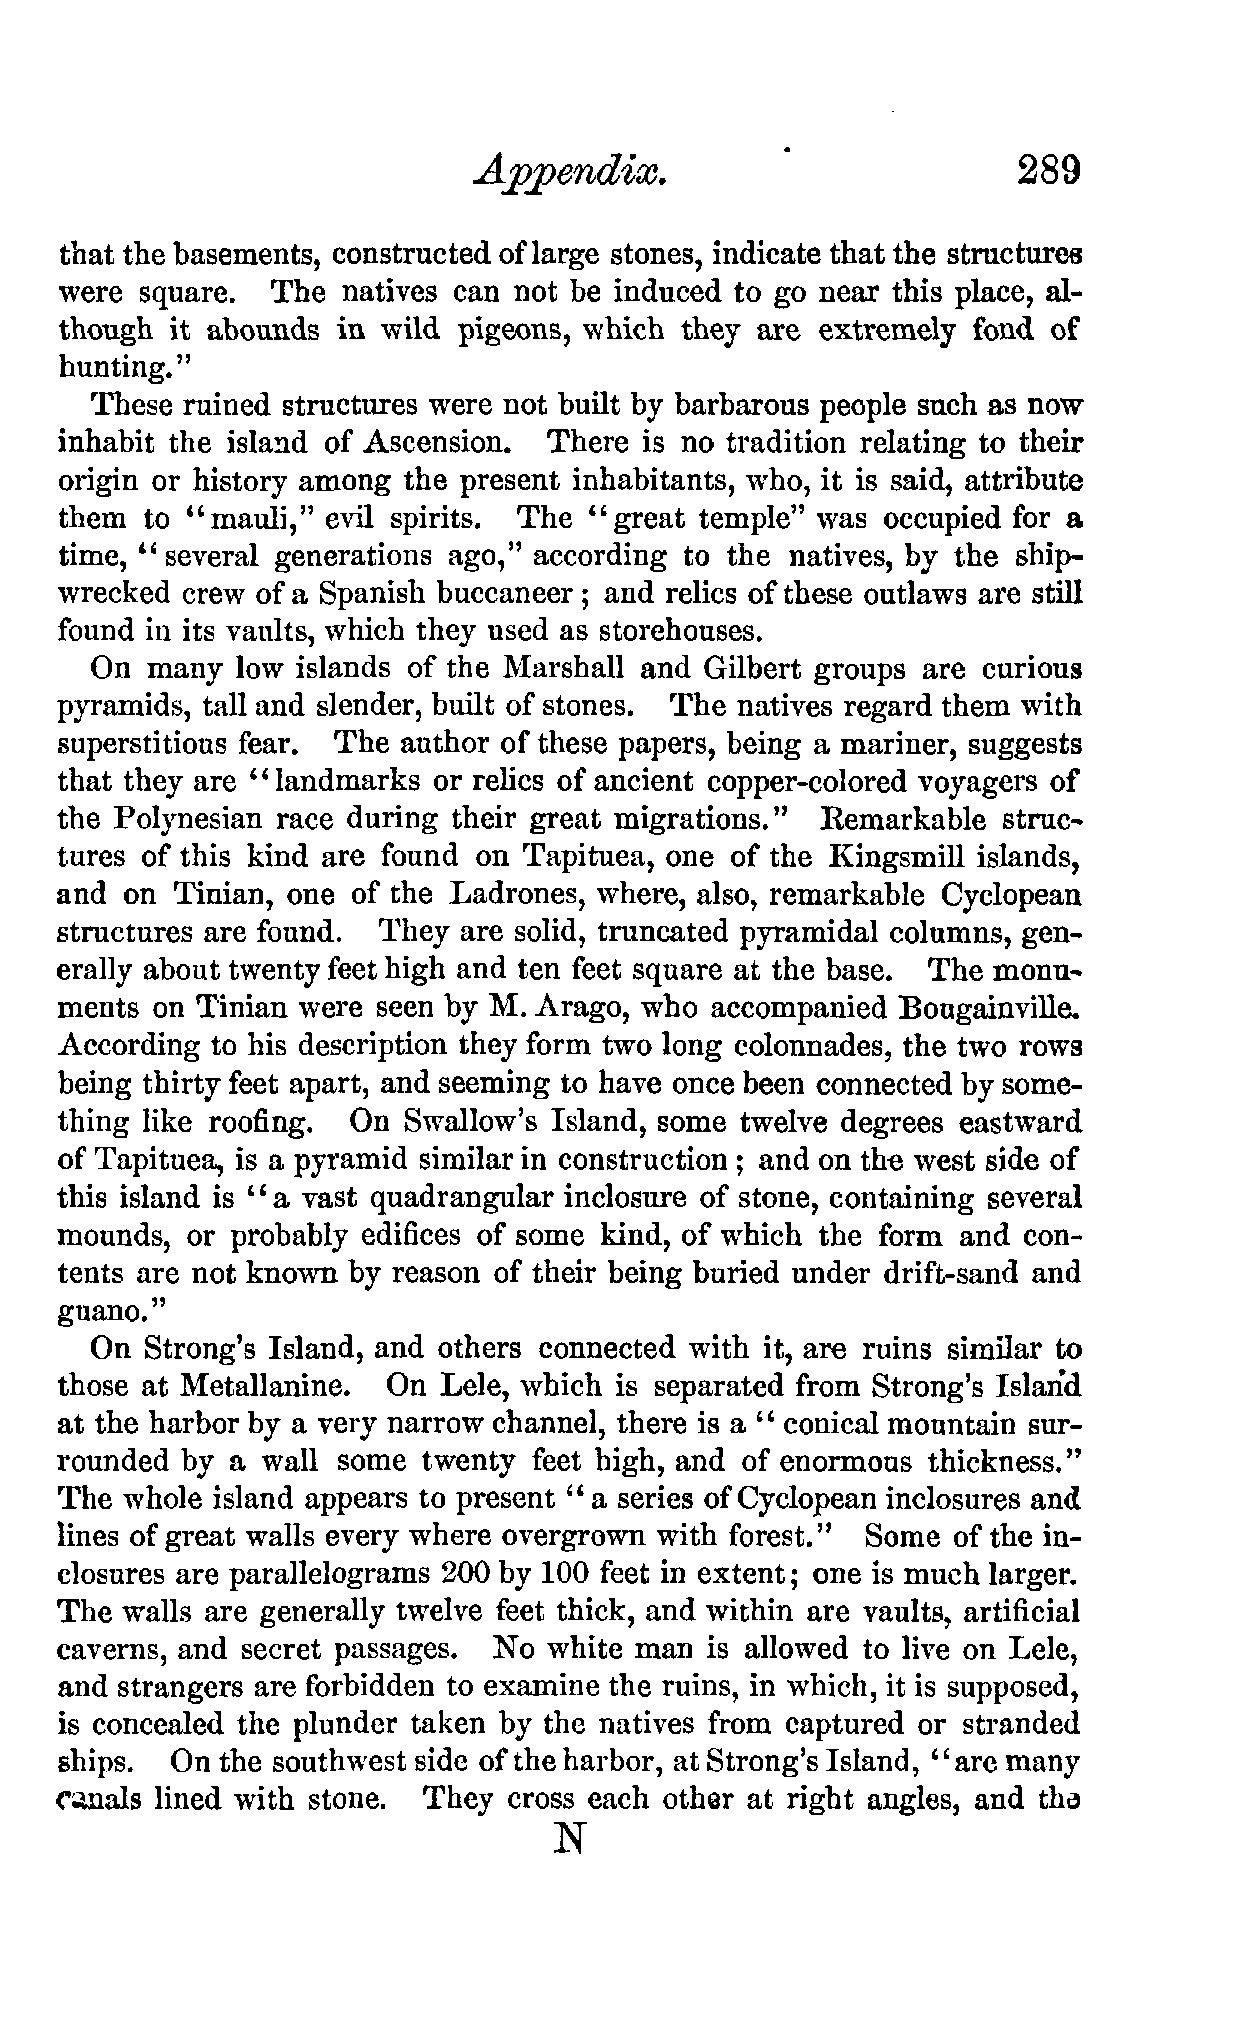 Appendix. 289
that the basements, constructed of large stones, indicate that the structures
were square. The natives can not be induced to go near this place, al-
though it abounds in wild pigeons, which they are extremely fond of
hunting."
These ruined structures were not built by barbarous people such as now
inhabit the island of Ascension. There is no tradition relating to their
origin or history among the present inhabitants, who, it is said, attribute
them to "mauli," evil spirits. The "great temple" was occupied for a
time, "several generations ago," according to the natives, by the ship-
wrecked crew of a Spanish buccaneer; and relics of these outlaws are still
found in its vaults, which they used as storehouses.
On many low islands of the Marshall and Gilbert groups are curious
pyramids, tall and slender, built of stones. The natives regard them with
superstitious fear. The author of these papers, being a mariner, suggests
that they are "landmarks or relics of ancient copper-colored voyagers of
the Polynesian race during their great migrations." Remarkable struc-
tures of this kind are found on Tapituea, one of the Kingsmill islands,
and on Tinian, one of the Ladrones, where, also, remarkable Cyclopean
structures are found. They are solid, truncated pyramidal columns, gen-
erally about twenty feet high and ten feet square at the base. The monu-
ments on Tinian were seen by M. Arago, who accompanied Bougainville.
According to his description they form two long colonnades, the two rows
being thirty feet apart, and seeming to have once been connected by some-
thing like roofing. On Swallow's Island, some twelve degrees eastward
of Tapituea, is a pyramid similar in construction; and on the west side of
this island is "a vast quadrangular inclosure of stone, containing several
mounds, or probably edifices of some kind, of which the form and con-
tents are not known by reason of their being buried under drift-sand and
guano."
On Strong's Island, and others connected with it, are ruins similar to
those at Metallanine. On Lele, which is separated from Strong's Island
at the harbor by a very narrow channel, there is a "conical mountain sur-
rounded by a wall some twenty feet high, and of enormous thickness."
The whole island appears to present "a series of Cyclopean inclosures and
lines of great walls every where overgrown with forest." Some of the in-
closures are parallelograms 200 by 100 feet in extent; one is much larger.
The walls are generally twelve feet thick, and within are vaults, artificial
caverns, and secret passages. No white man is allowed to live on Lele,
and strangers are forbidden to examine the ruins, in which, it is supposed,
is concealed the plunder taken by the natives from captured or stranded
ships. On the southwest side of the harbor, at Strong's Island, "are many
canals lined with stone. They cross each other at right angles, and the
N